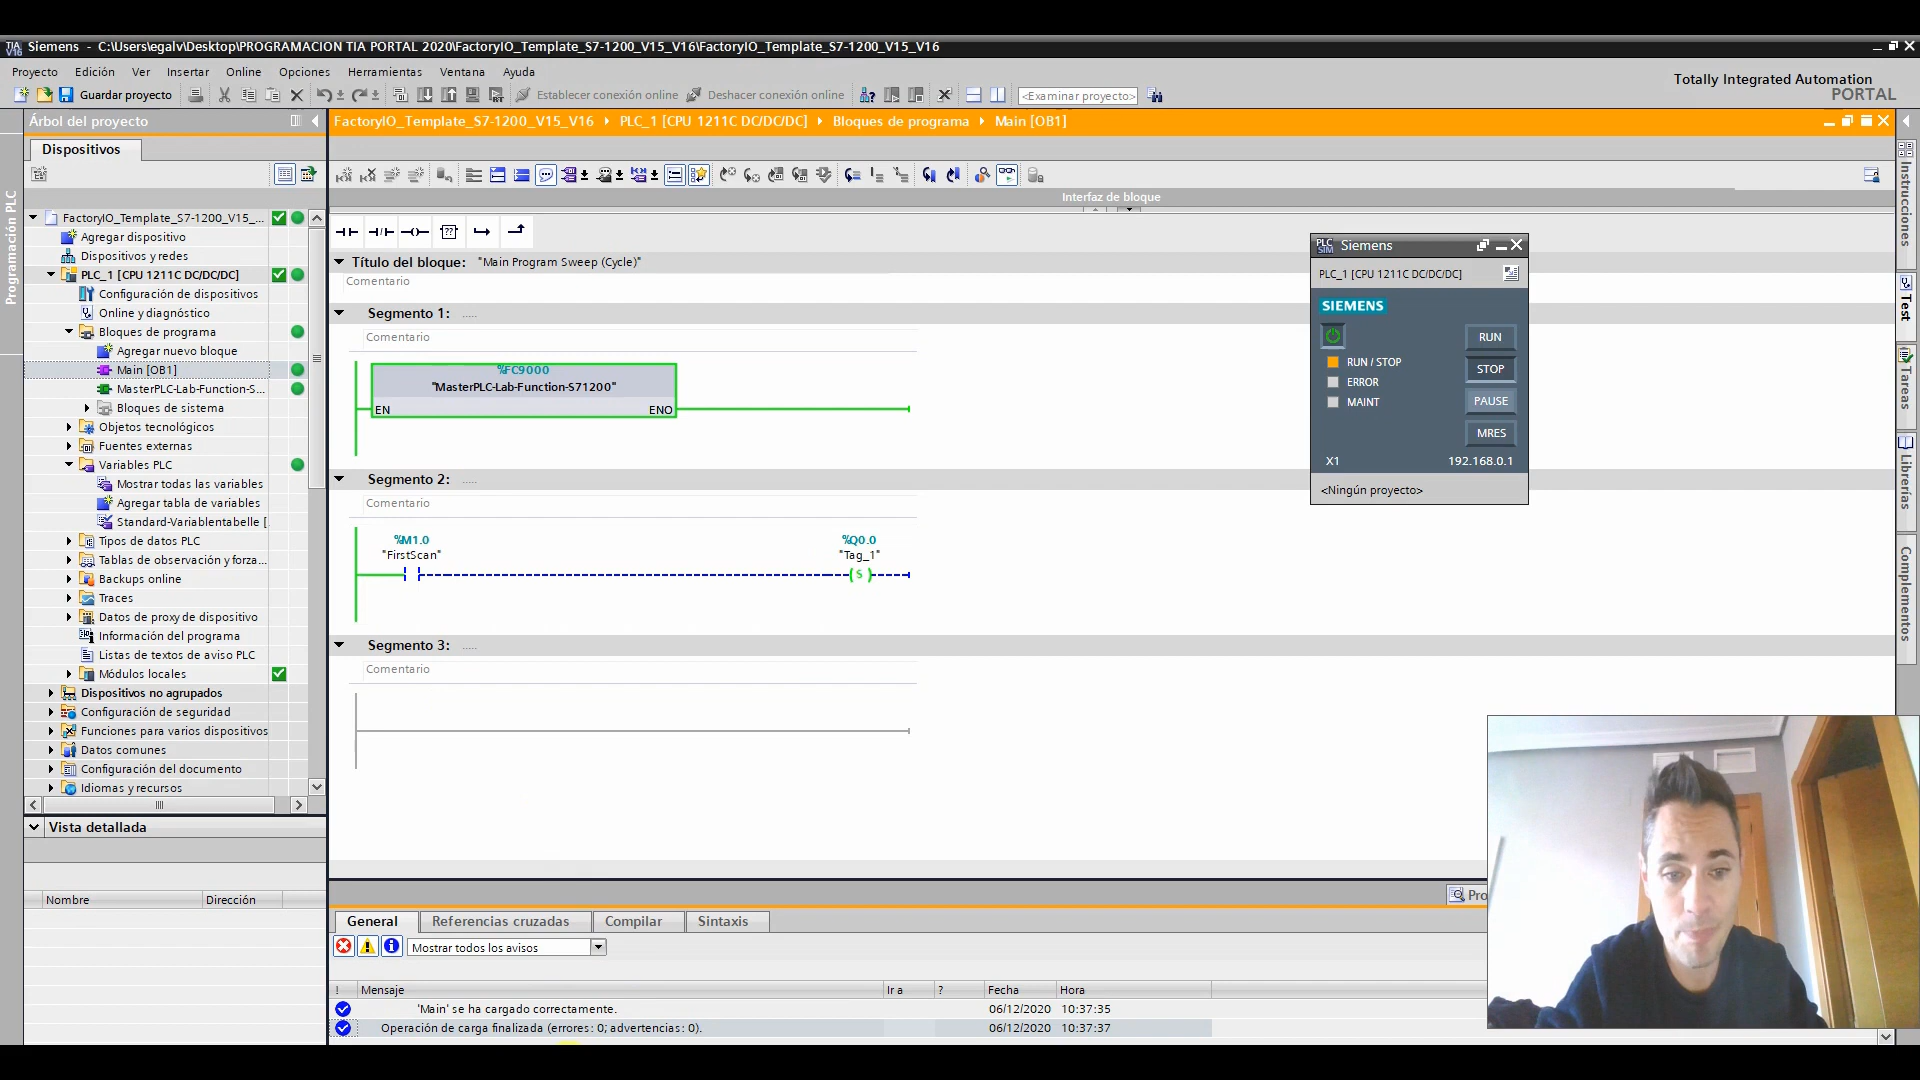 Siemens - C:\Users\egalv\Desktop\PROGRAMACION TIA PORTAL 2020\FactoryIO_Template_S7-1200_V15_V16\FactoryIO_Template_S7-1200_V15_V16
Proyecto Edición Ver Insertar Online Opciones Herramientas Ventana Ayuda
Totally Integrated Automation
PORTAL
Guardar proyecto Establecer conexión online Deshacer conexión online <Examinar proyecto>
Árbol del proyecto
FactoryIO_Template_S7-1200_V15_V16 PLC_1 [CPU 1211C DC/DC/DC] Bloques de programa Main [OB1]
Dispositivos
Programación PLC
FactoryIO_Template_S7-1200_V15_...
Agregar dispositivo
Dispositivos y redes
PLC_1 [CPU 1211C DC/DC/DC]
Configuración de dispositivos
Online y diagnóstico
Bloques de programa
Agregar nuevo bloque
Main [OB1]
MasterPLC-Lab-Function-S...
Bloques de sistema
Objetos tecnológicos
Fuentes externas
Variables PLC
Mostrar todas las variables
Agregar tabla de variables
Standard-Variablentabelle [
Tipos de datos PLC
Tablas de observación y forza...
Backups online
Traces
Datos de proxy de dispositivo
Información del programa
Listas de textos de aviso PLC
Módulos locales
Dispositivos no agrupados
Configuración de seguridad
Funciones para varios dispositivos
Datos comunes
Configuración del documento
Idiomas y recursos
Vista detallada
Nombre Dirección
Interfaz de bloque
??
Título del bloque: "Main Program Sweep (Cycle)"
Comentario
Segmento 1: .....
Comentario
%FC9000
"MasterPLC-Lab-Function-S71200"
EN ENO
Segmento 2: .....
Comentario
%M1.0 %Q0.0
"FirstScan" "Tag_1"
S
Segmento 3: .....
Comentario
PLC SIM Siemens
PLC_1 [CPU 1211C DC/DC/DC]
SIEMENS
RUN
RUN / STOP
STOP
ERROR
MAINT
PAUSE
MRES
X1 192.168.0.1
<Ningún proyecto>
Instrucciones
Test
Tareas
Librerías
Complementos
Pro
General Referencias cruzadas Compilar Sintaxis
Mostrar todos los avisos
! Mensaje Ir a ? Fecha Hora
'Main' se ha cargado correctamente. 06/12/2020 10:37:35
Operación de carga finalizada (errores: 0; advertencias: 0). 06/12/2020 10:37:37